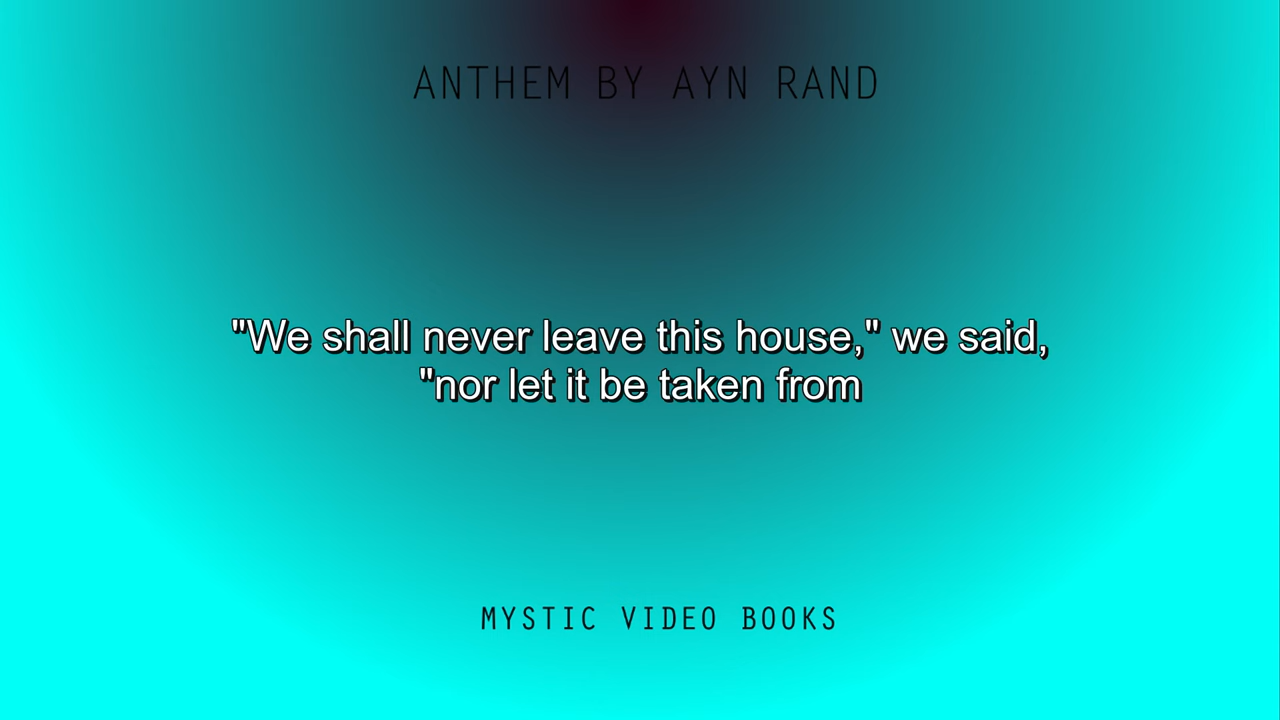 ANTHEM BY AYN RAND
"We shall never leave this house," we said,
"nor let it be taken from
MYSTIC VIDEO BOOKS